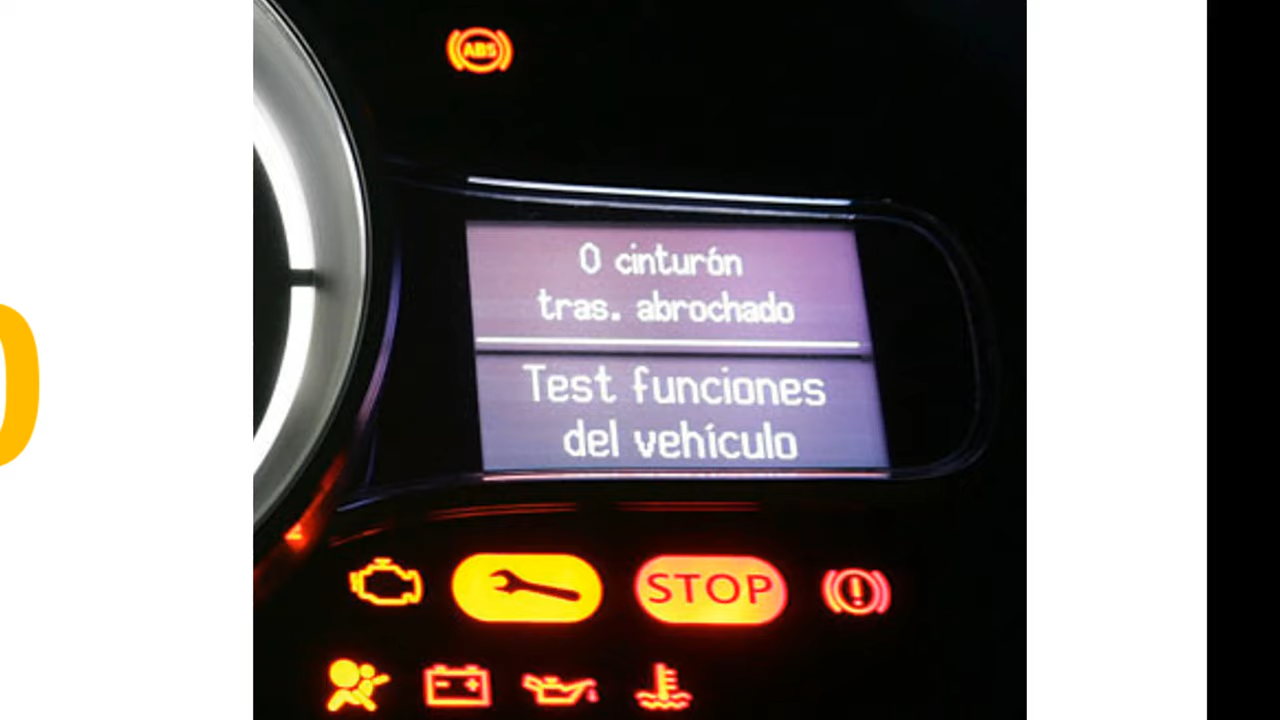 ABS
0 cinturón
tras. abrochado
Test funciones
del vehículo
STOP